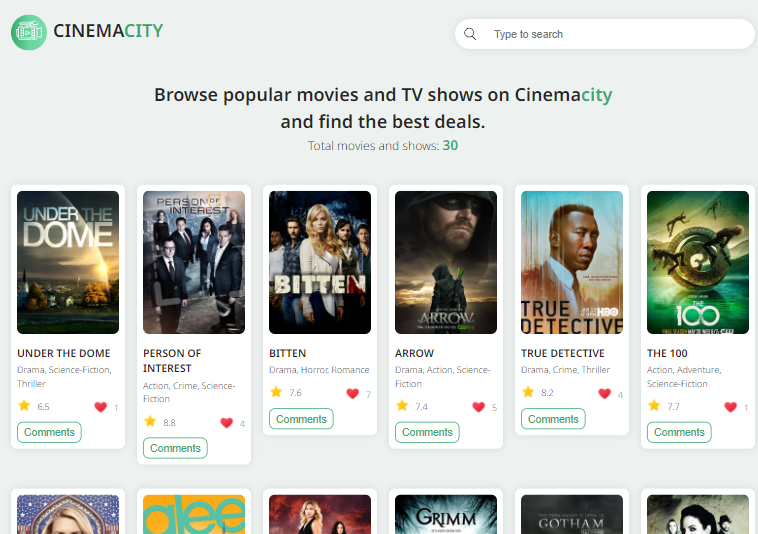 CINEMACITY
Type to search
Browse popular movies and TV shows on Cinemacity
and find the best deals.
Total movies and shows: 30
UNDER THE
DOME
PERSON OF
INTEREST
BITTEN
ARROW
TRUE
DETECTIVE
HBO
THE
100
CW
UNDER THE DOME
Drama, Science-Fiction,
Thriller
6.5
1
Comments
PERSON OF
INTEREST
Action, Crime, Science-
Fiction
8.8
4
Comments
BITTEN
Drama, Horror, Romance
7.6
7
Comments
ARROW
Drama, Action, Science-
Fiction
7.4
5
Comments
TRUE DETECTIVE
Drama, Crime, Thriller
8.2
4
Comments
THE 100
Action, Adventure,
Science-Fiction
7.7
1
Comments
glee
GRIMM
GOTHAM